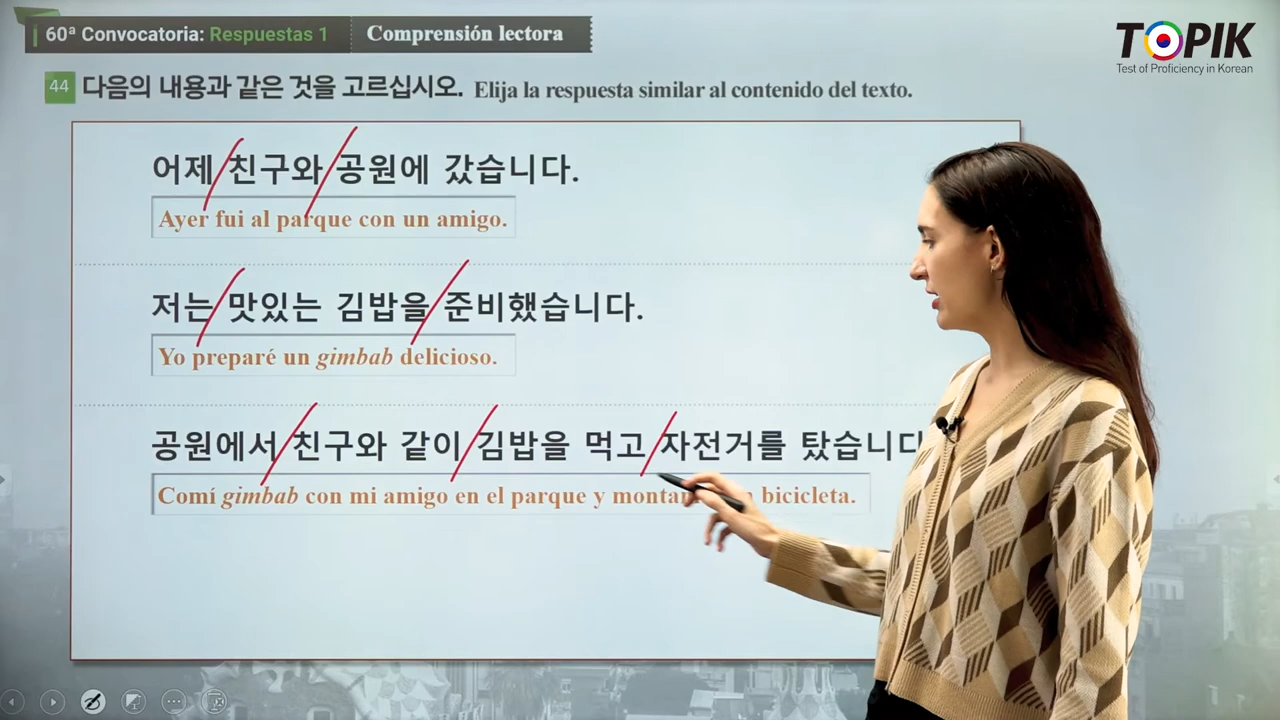 60ª Convocatoria: Respuestas 1 Comprensión lectora
TOPIK
Test of Proficiency in Korean
44 다음의 내용과 같은 것을 고르십시오. Elija la respuesta similar al contenido del texto.
어제 친구와 공원에 갔습니다.
Ayer fui al parque con un amigo.
저는 맛있는 김밥을 준비했습니다.
Yo preparé un gimbab delicioso.
공원에서 친구와 같이 김밥을 먹고 자전거를
Comí gimbab con mi amigo en el parque y bicicleta.